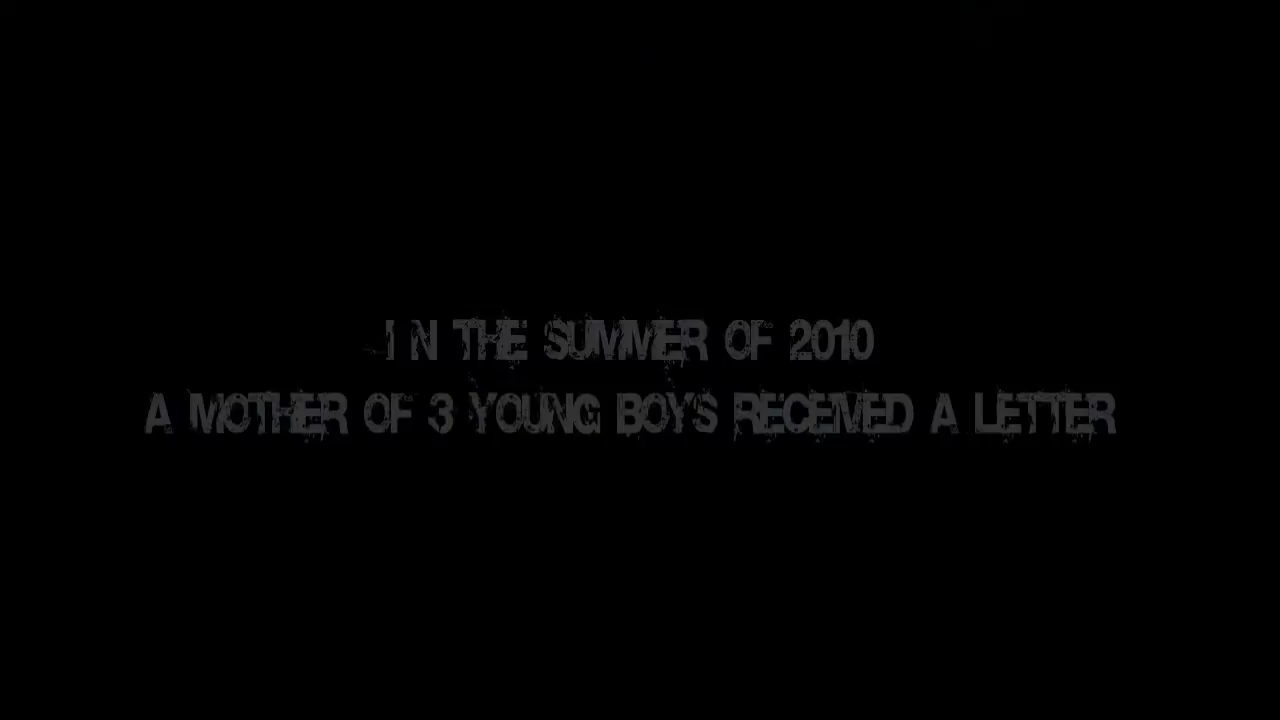 IN THE SUMMER OF 2010
A MOTHER OF 3 YOUNG BOYS RECEIVED A LETTER